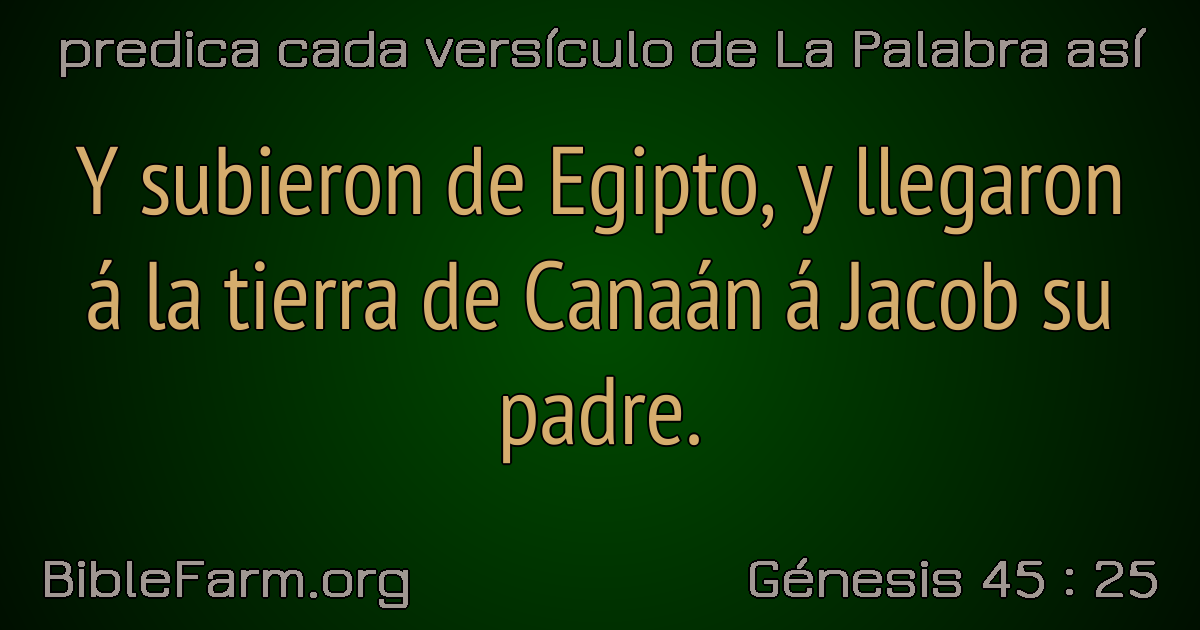 predica cada versículo de La Palabra así
Y subieron de Egipto, y llegaron
á la tierra de Canaán á Jacob su
padre.
BibleFarm.org
Génesis 45 : 25